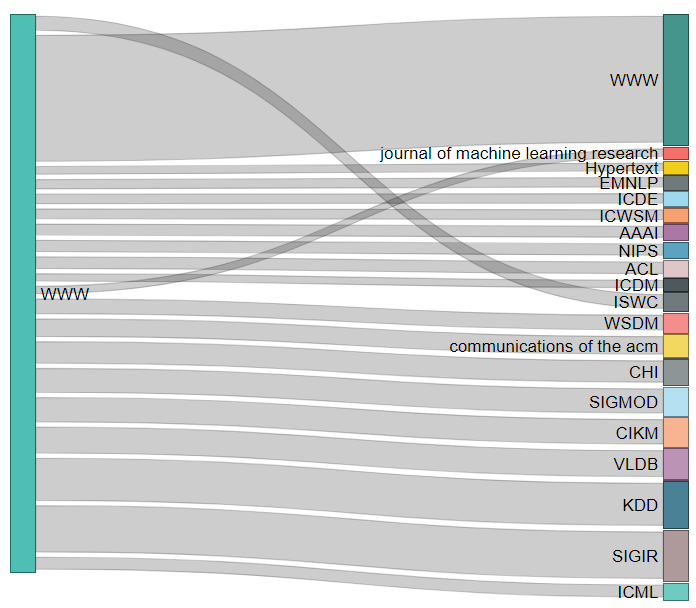 WWW
journal of machine learning research
Hypertext
EMNLP
ICDE
ICWSM
AAAI
NIPS
ACL
ICDM
WWW
ISWC
WSDM
communications of the acm
CHI
SIGMOD
CIKM
VLDB
KDD
SIGIR
ICML